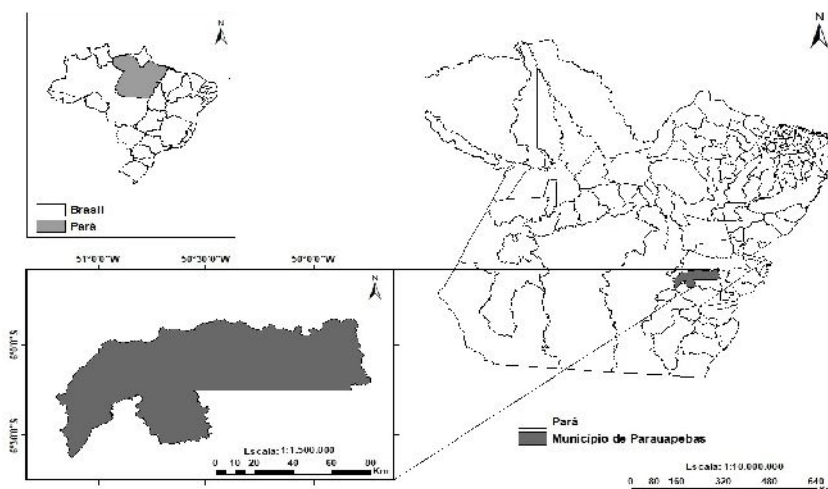 N
N
Brasil
Pará
51°0'0"W
50°30'0"W
50°0'0"W
N
6°0'0"S
6°30'0"S
Escala: 1:1.500.000
0 5 10 20 40 60 80
Km
Pará
Município de Parauapebas
Escala: 1:10.000.000
0 80 160 320 480 640